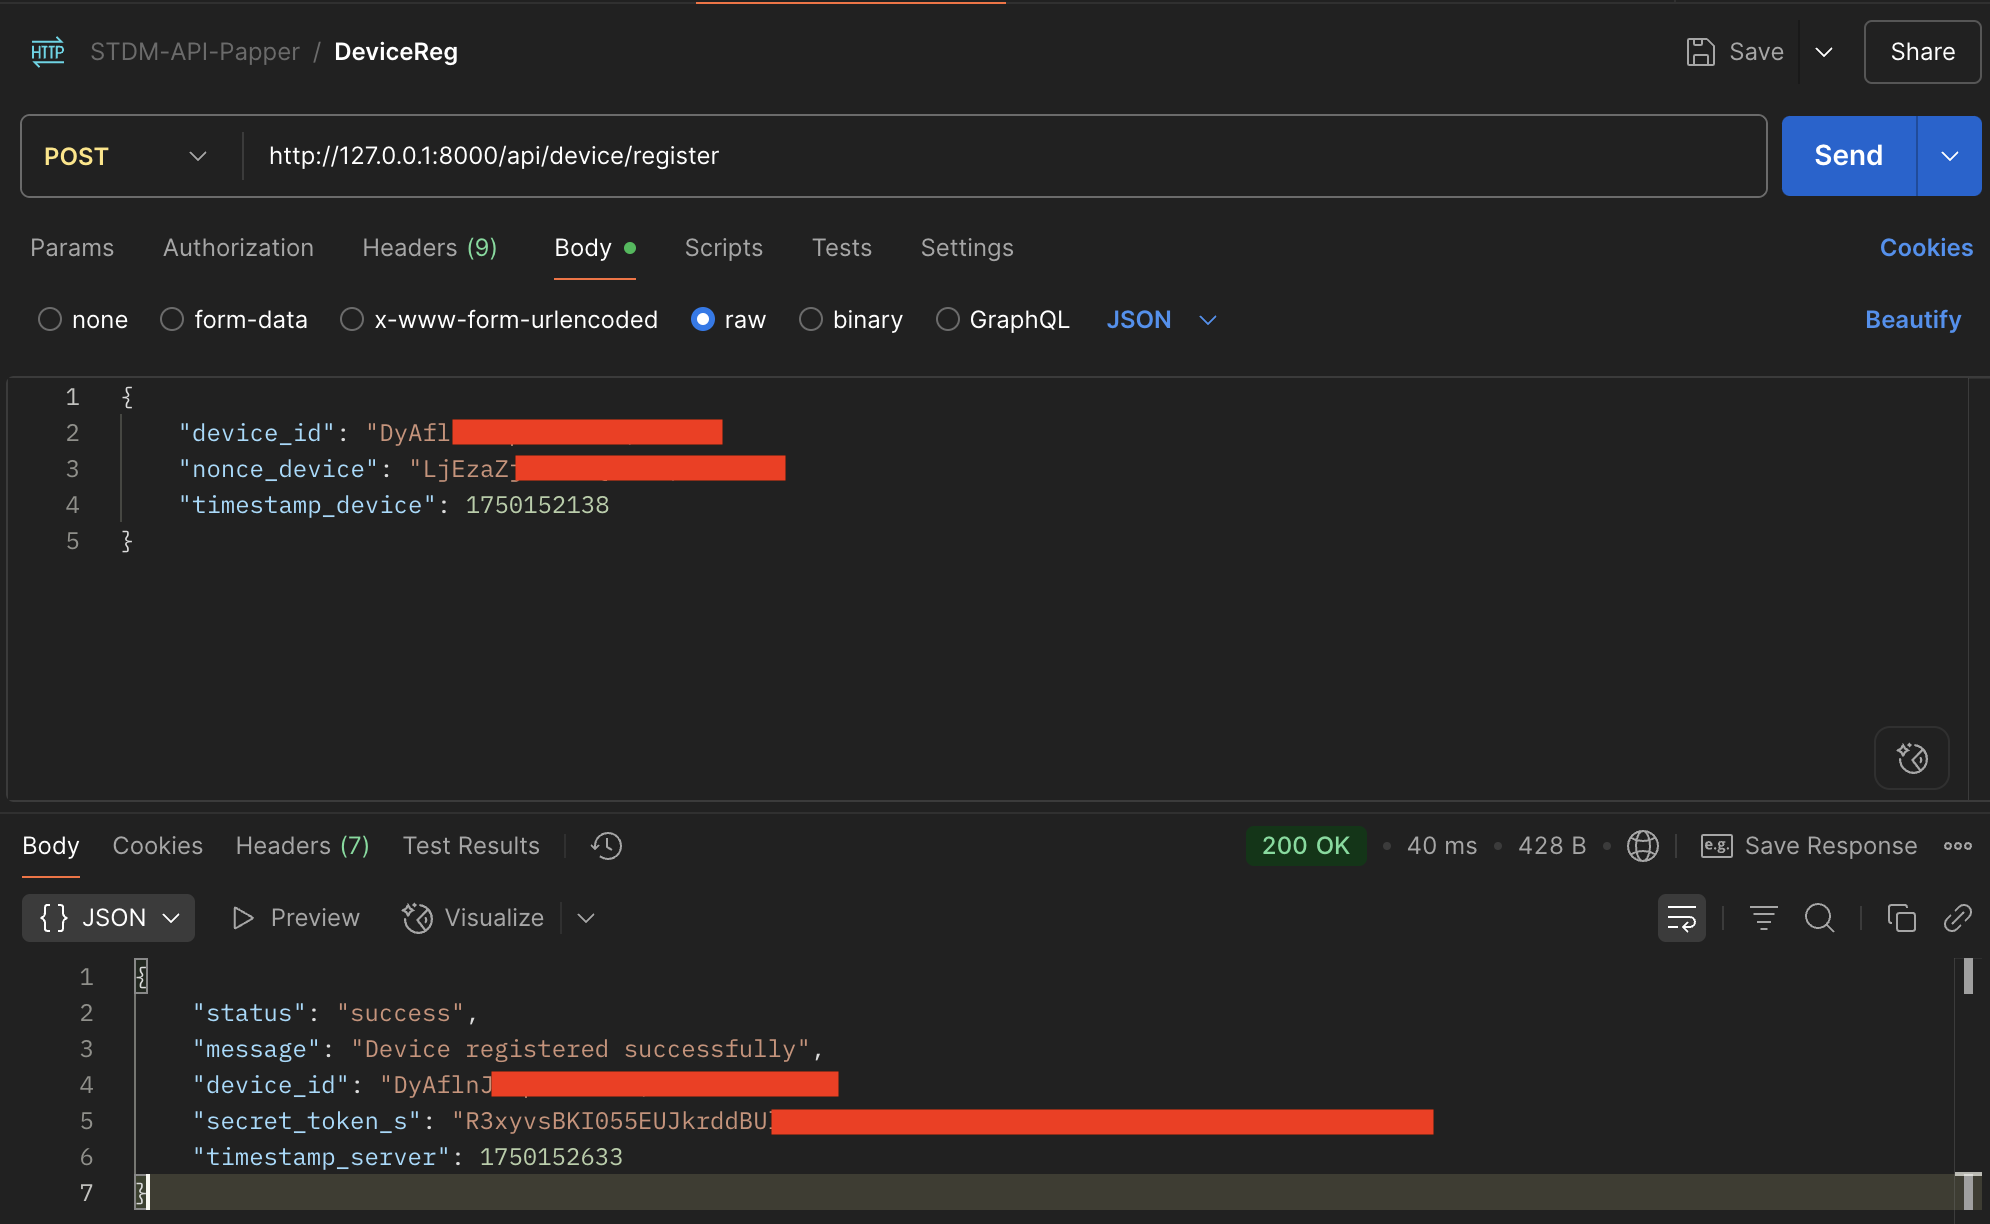 HTTP STDM-API-Papper / DeviceReg Save Share
POST http://127.0.0.1:8000/api/device/register Send
Params Authorization Headers (9) Body Scripts Tests Settings Cookies
none form-data x-www-form-urlencoded raw binary GraphQL JSON Beautify
1 {
2 "device_id": "DyAfl
3 "nonce_device": "LjEzaZj
4 "timestamp_device": 1750152138
5 }
Body Cookies Headers (7) Test Results 200 OK 40 ms 428 B e.g. Save Response
{} JSON Preview Visualize
1 {
2 "status": "success",
3 "message": "Device registered successfully",
4 "device_id": "DyAflnJ
5 "secret_token_s": "R3xyvsBKI055EUJkrddBU
6 "timestamp_server": 1750152633
7 }